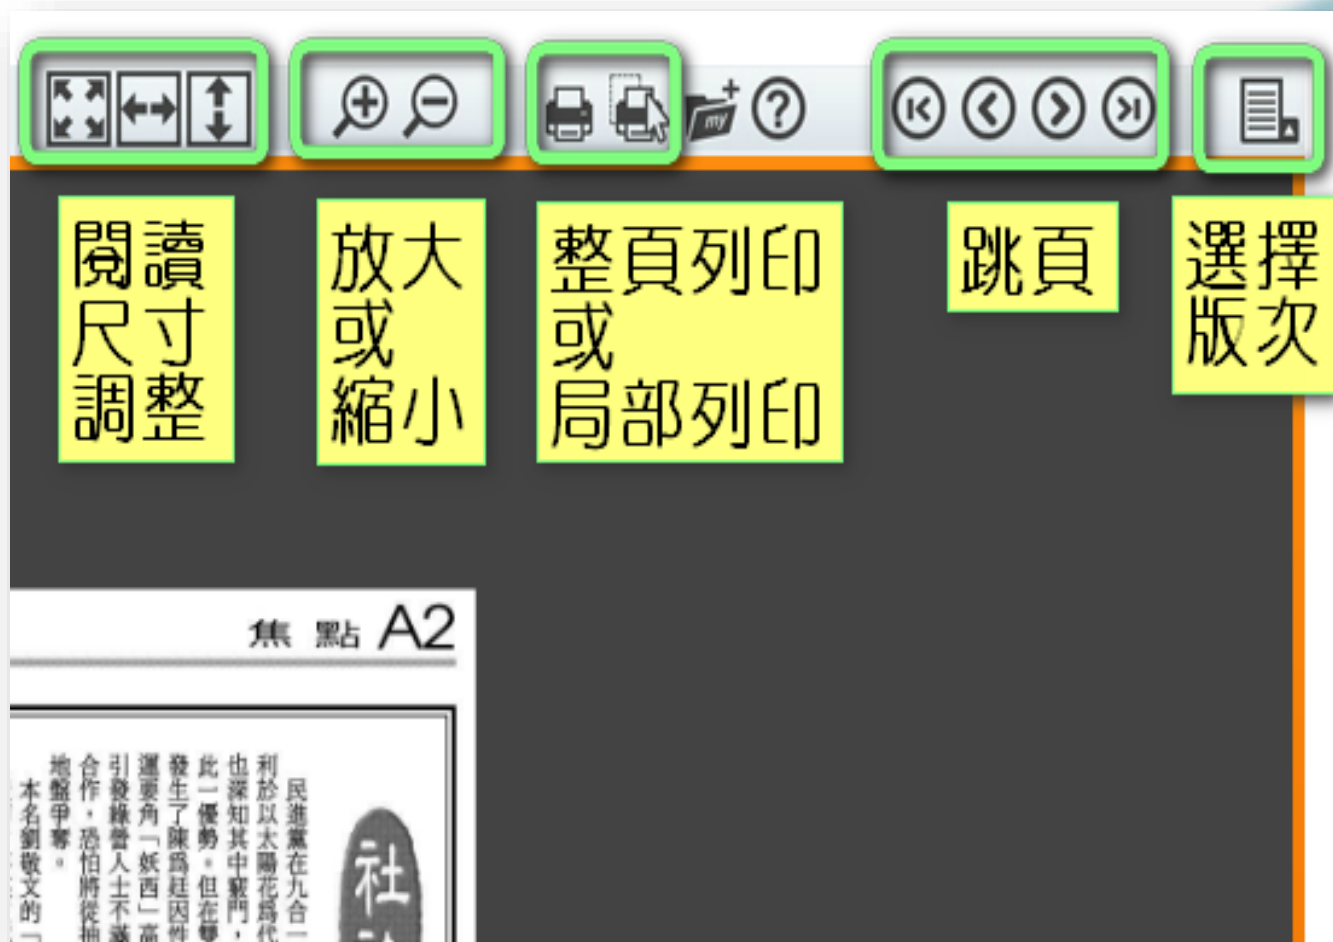 my
閱讀
尺寸
調整
放大
或
縮小
整頁列印
或
局部列印
跳頁
選擇
版次
焦點 A2
民進黨在九合一
利於以太陽花為代
也深知其中竅門，
此一優勢。但在雙
發生了陳為廷因性
運要角「妖西」高
引發綠營人士不滿
合作，恐怕將從抽
地盤爭奪。
本名劉敬文的「
社